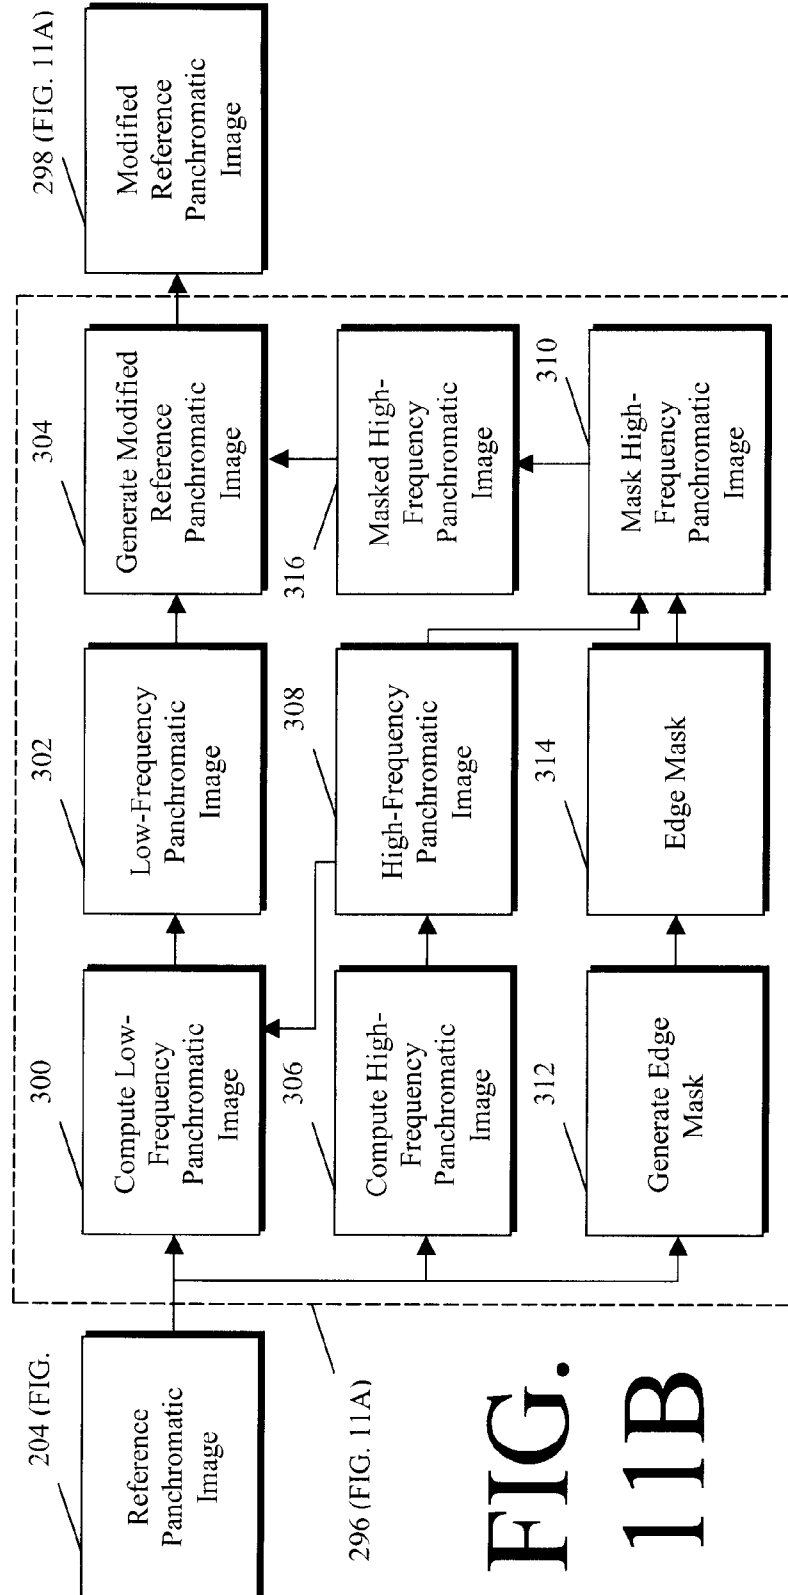 204 (FIG.
Reference
Panchromatic
Image
296 (FIG. 11A)
300
Compute Low-
Frequency
Panchromatic
Image
302
Low-Frequency
Panchromatic
Image
304
Generate Modified
Reference
Panchromatic
Image
298 (FIG. 11A)
Modified
Reference
Panchromatic
Image
306
Compute High-
Frequency
Panchromatic
Image
308
High-Frequency
Panchromatic
Image
316
Masked High-
Frequency
Panchromatic
Image
312
Generate Edge
Mask
314
Edge Mask
310
Mask High-
Frequency
Panchromatic
Image
FIG.
11B